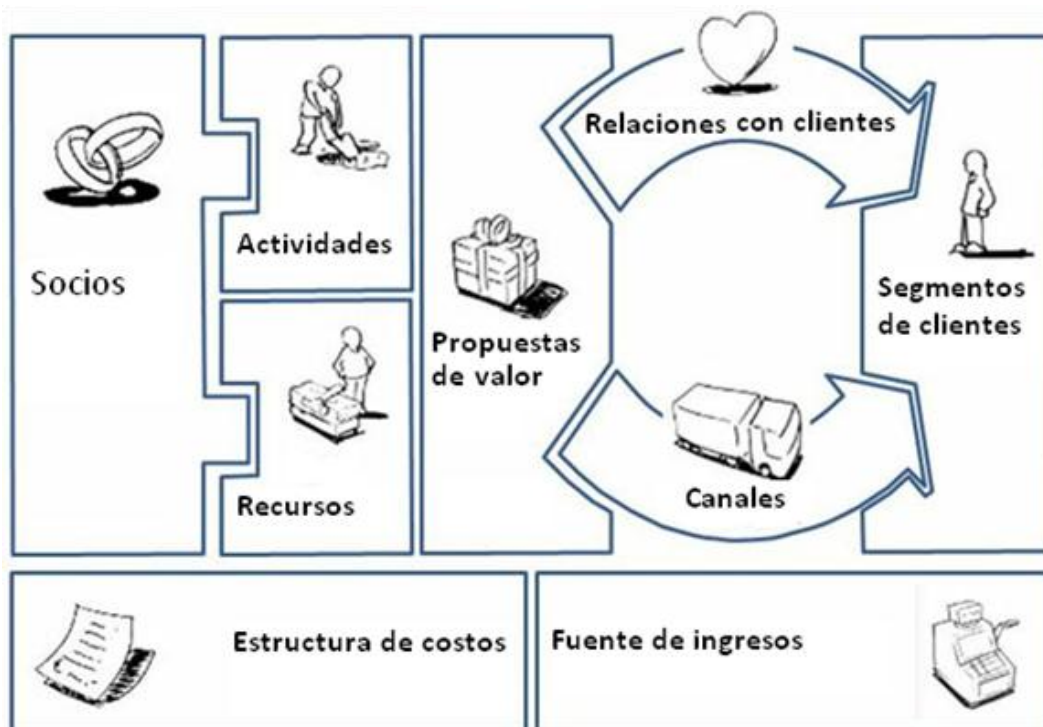 Socios
Actividades
Recursos
Propuestas
de valor
Relaciones con clientes
Canales
Segmentos
de clientes
Estructura de costos
Fuente de ingresos